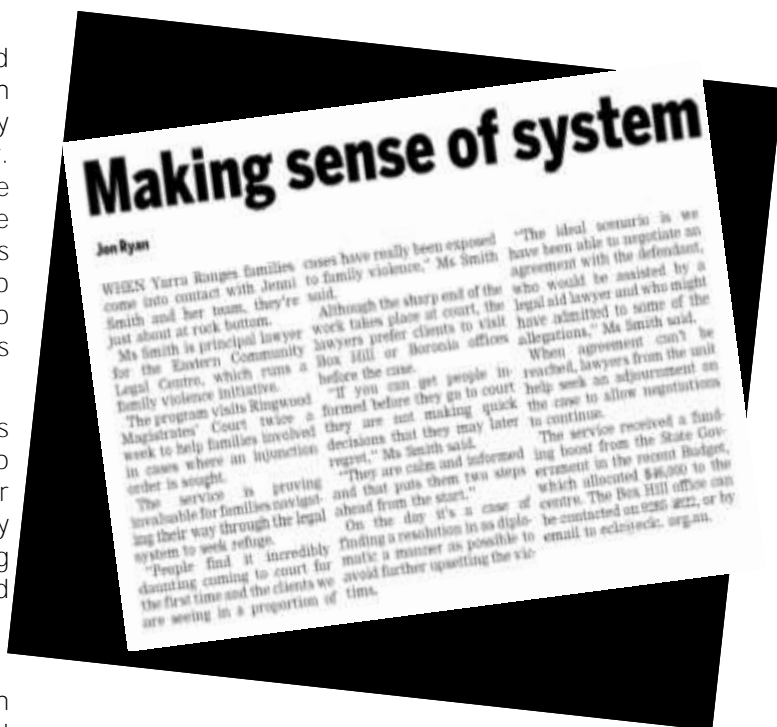 d
n
y
.
e
e
s
o
o
s
s
o
r
y
g
d
n
Making sense of system
Jon Ryan
WHEN Yarra Ranges families
come into contact with Jenni
Smith and her team, they're
just about at rock bottom.
Ms Smith is principal lawyer
for the Eastern Community
Legal Centre, which runs a
family violence initiative.
The program visits Ringwood
Magistrates' Court twice a
week to help families involved
in cases where an injunction
order is sought.
The service is proving
invaluable for families navigat-
ing their way through the legal
system to seek refuge.
"People find it incredibly
daunting coming to court for
the first time and the clients we
are seeing in a proportion of
cases have really been exposed
to family violence," Ms Smith
said.
Although the sharp end of the
work takes place at court, the
lawyers prefer clients to visit
Box Hill or Boronia offices
before the case.
"If you can get people in-
formed before they go to court
they are not making quick
decisions that they may later
regret," Ms Smith said.
"They are calm and informed
and that puts them two steps
ahead from the start."
On the day it's a case of
finding a resolution in as diplo-
matic a manner as possible to
avoid further upsetting the vic-
tims.
"The ideal scenario is we
have been able to negotiate an
agreement with the defendant,
who would be assisted by a
legal aid lawyer and who might
have admitted to some of the
allegations," Ms Smith said.
When agreement can't be
reached, lawyers from the unit
help seek an adjournment on
the case to allow negotiations
to continue.
The service received a fund-
ing boost from the State Gov-
ernment in the recent Budget,
which allocated to the
centre. The Box Hill office can
be contacted on or by
email to